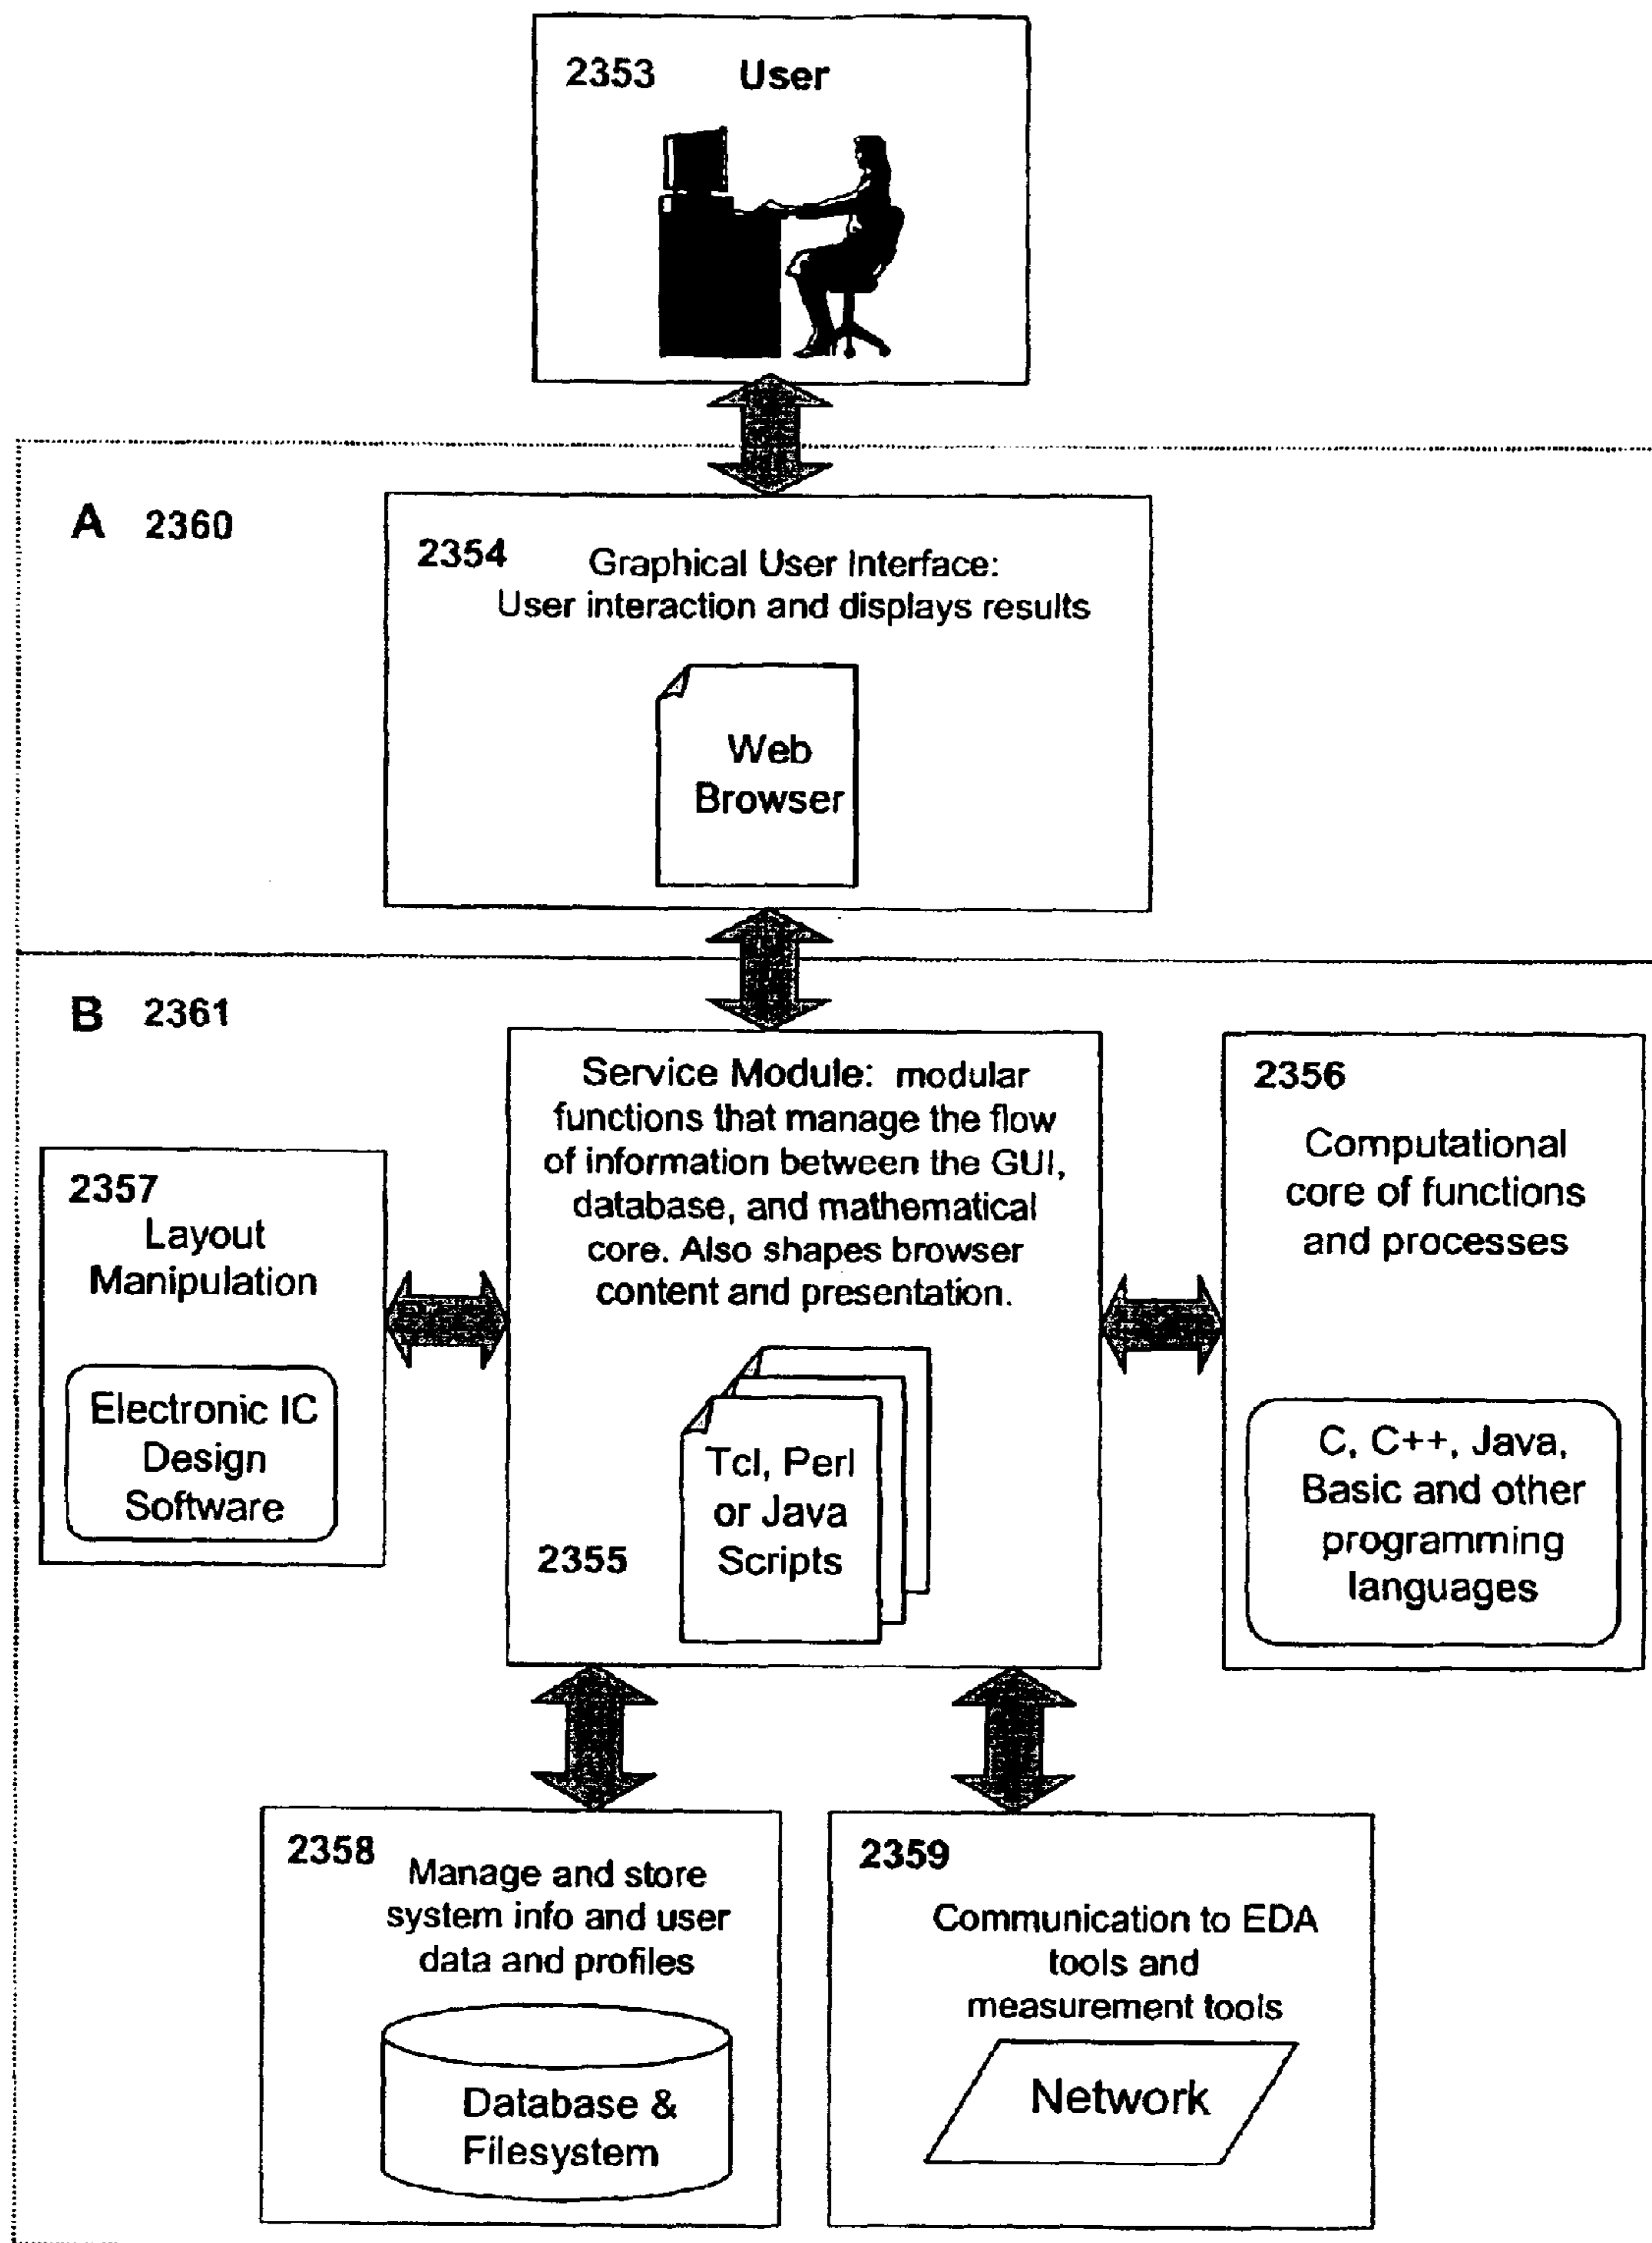 2353 User
A 2360
2354
Graphical User Interface:
User interaction and displays results
Web
Browser
B 2361
Service Module: modular
functions that manage the flow
of information between the GUI,
database, and mathematical
core. Also shapes browser
content and presentation.
Tcl, Perl
or Java
Scripts
2355
2357
Layout
Manipulation
Electronic IC
Design
Software
2356
Computational
core of functions
and processes
C, C++, Java,
Basic and other
programming
languages
2358
Manage and store
system info and user
data and profiles
Database &
Filesystem
2359
Communication to EDA
tools and
measurement tools
Network